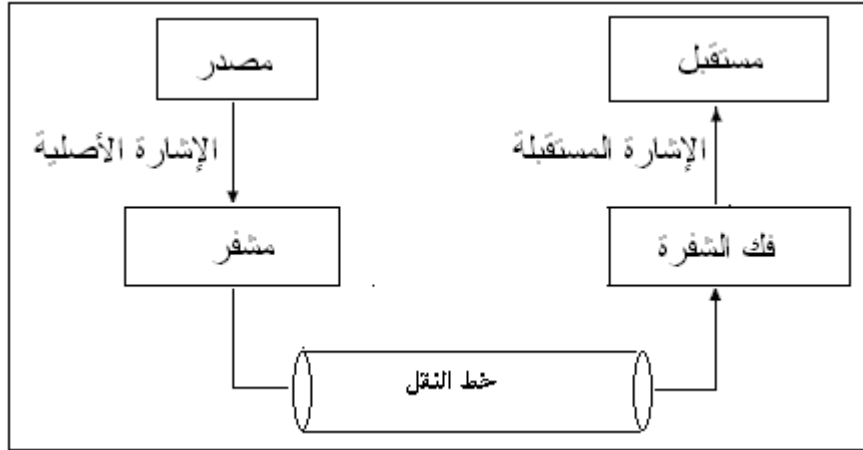 مصدر
مستقبل
الإشارة الأصلية
الإشارة المستقبلة
مشفر
فك الشفرة
خط النقل